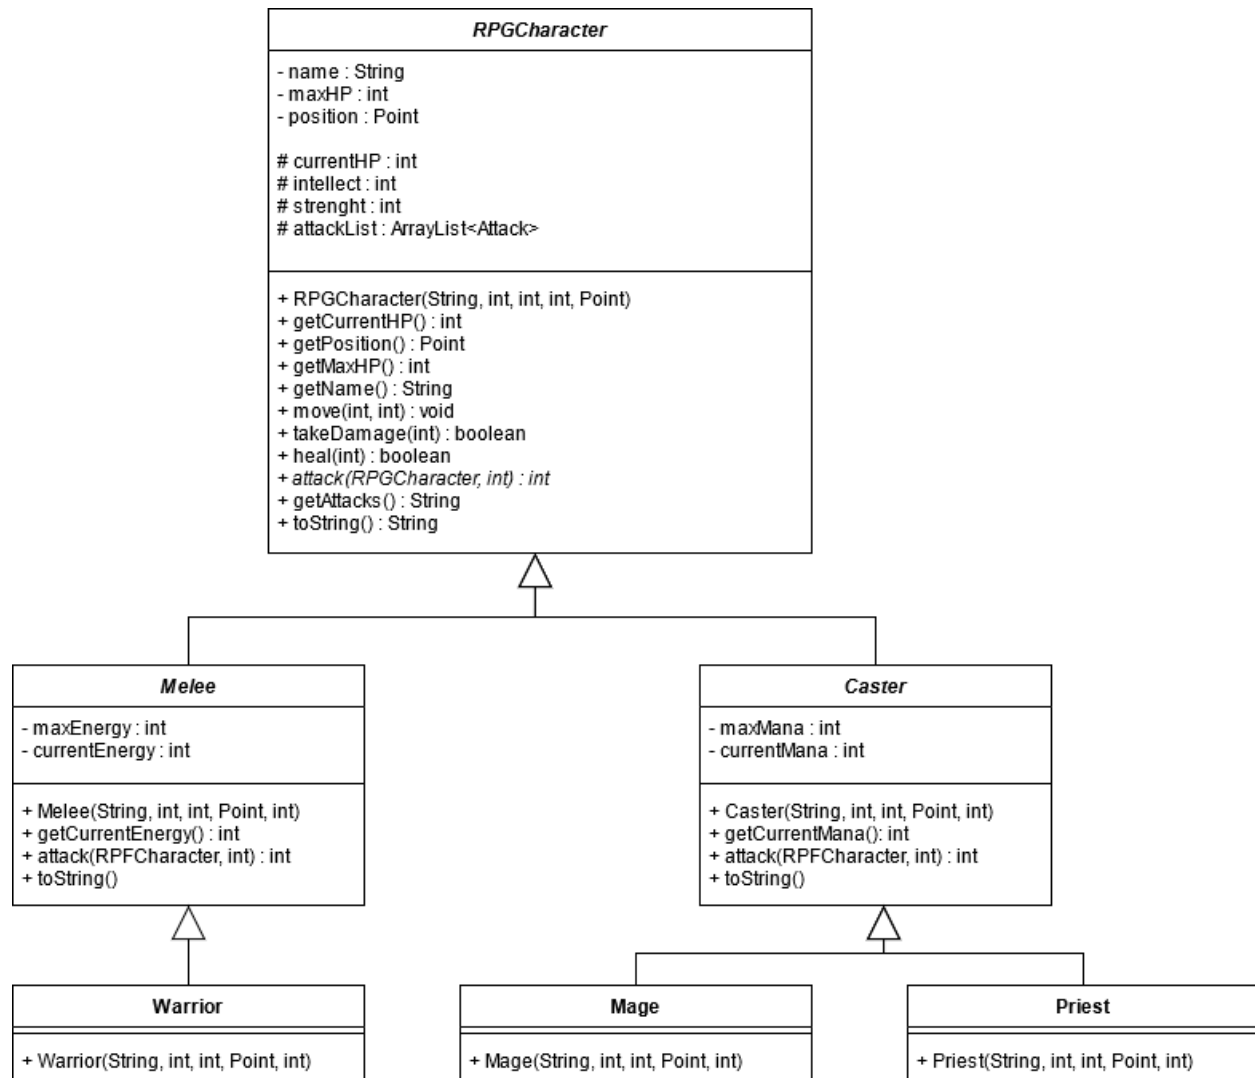 RPGCharacter
- name : String
- maxHP : int
- position : Point
# currentHP : int
# intellect : int
# strenght : int
# attackList : ArrayList<Attack>
+ RPGCharacter(String, int, int, int, Point)
+ getCurrentHP() : int
+ getPosition() : Point
+ getMaxHP() : int
+ getName() : String
+ move(int, int) : void
+ takeDamage(int) : boolean
+ heal(int) : boolean
+ attack(RPGCharacter, int) : int
+ getAttacks() : String
+ toString() : String
Melee
- maxEnergy : int
- currentEnergy : int
+ Melee(String, int, int, Point, int)
+ getCurrentEnergy() : int
+ attack(RPFCharacter, int) : int
+ toString()
Caster
- maxMana : int
- currentMana : int
+ Caster(String, int, int, Point, int)
+ getCurrentMana(): int
+ attack(RPFCharacter, int) : int
+ toString()
Warrior
+ Warrior(String, int, int, Point, int)
Mage
+ Mage(String, int, int, Point, int)
Priest
+ Priest(String, int, int, Point, int)